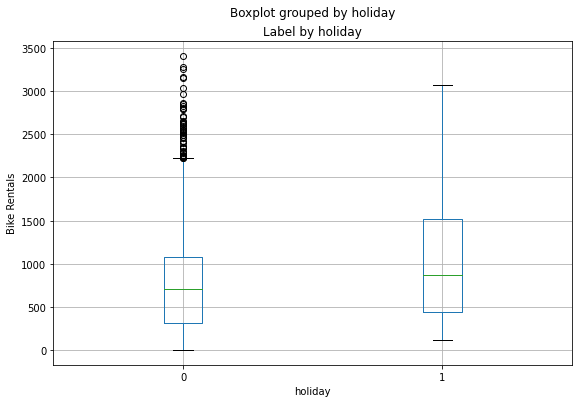 Boxplot grouped by holiday
Label by holiday
3500
3000
2500
2000
1500
1000
500
0
Bike Rentals
0
1
holiday